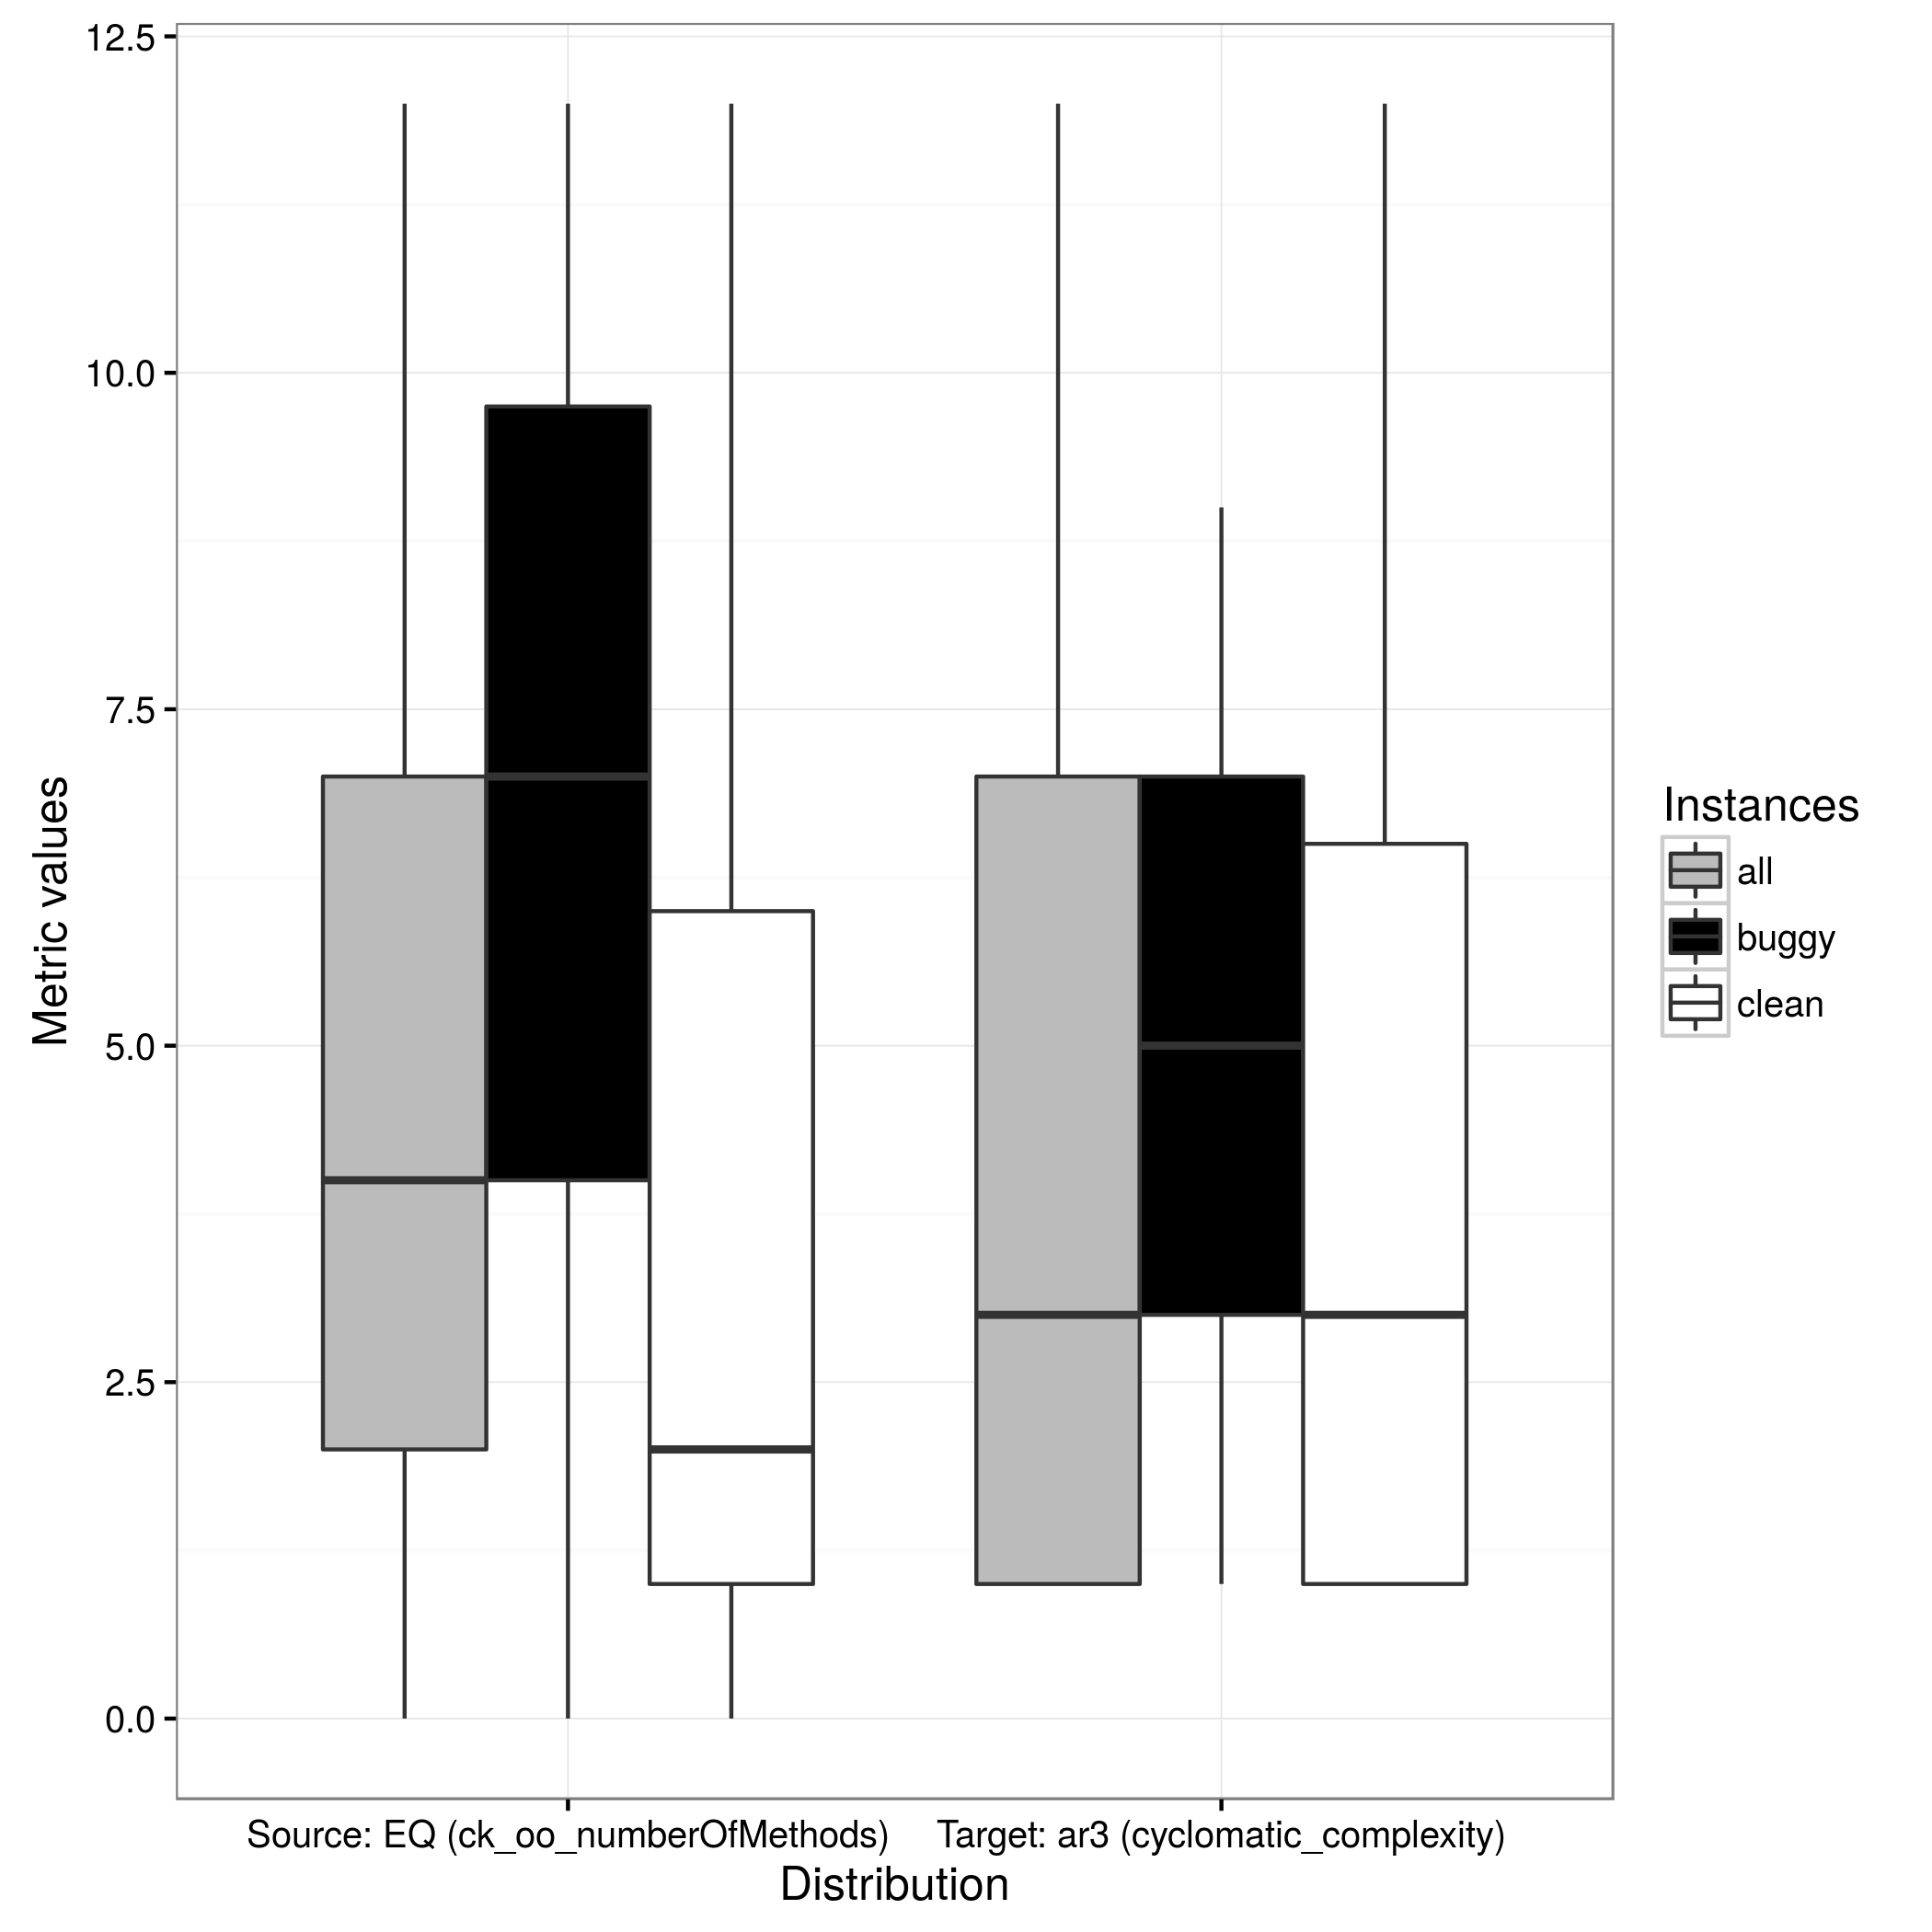 12.5
10.0
7.5
5.0
2.5
0.0
Metric values
Source: EQ (ck_oo_numberOfMethods)
Target: ar3 (cyclomatic_complexity)
Distribution
Instances
all
buggy
clean